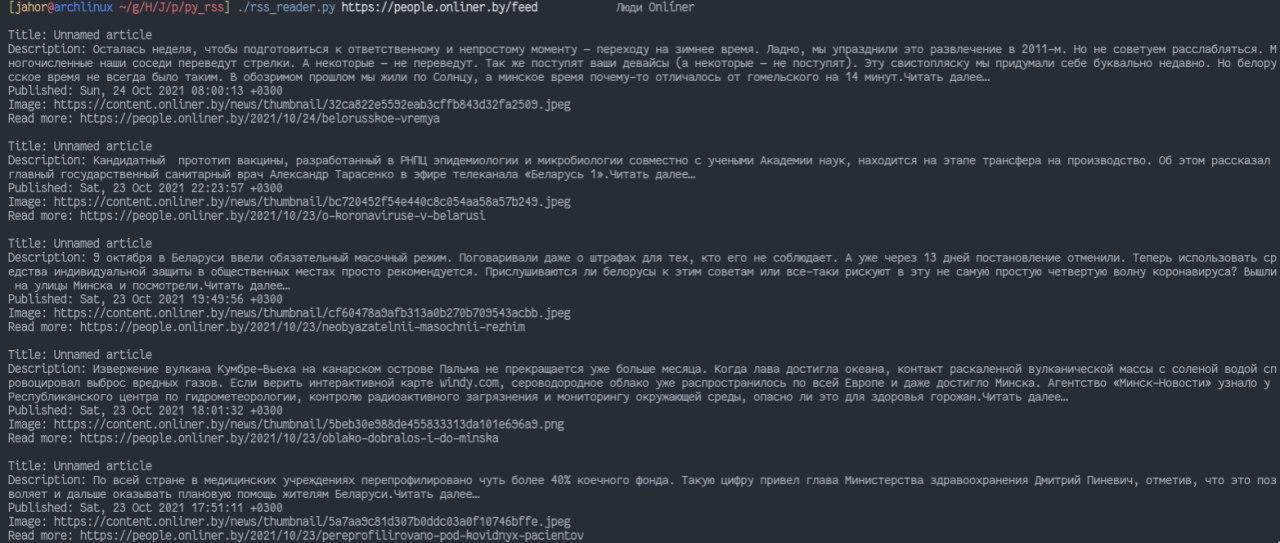 [jahor@archlinux ~/g/H/J/p/py_rss] ./rss_reader.py https://people.onliner.by/feed Люди Onlíner
Title: Unnamed article
Description: Осталась неделя, чтобы подготовиться к ответственному и непростому моменту — переходу на зимнее время. Ладно, мы упразднили это развлечение в 2011-м. Но не советуем расслабляться. М
ногочисленные наши соседи переведут стрелки. А некоторые — не переведут. Так же поступят ваши девайсы (а некоторые — не поступят). Эту свистопляску мы придумали себе буквально недавно. Но белору
сское время не всегда было таким. В обозримом прошлом мы жили по Солнцу, а минское время почему-то отличалось от гомельского на 14 минут.Читать далее…
Published: Sun, 24 Oct 2021 08:00:13 +0300
Image: https://content.onliner.by/news/thumbnail/32ca822e5592eab3cffb843d32fa2509.jpeg
Read more: https://people.onliner.by/2021/10/24/belorusskoe-vremya
Title: Unnamed article
Description: Кандидатный  прототип вакцины, разработанный в РНПЦ эпидемиологии и микробиологии совместно с учеными Академии наук, находится на этапе трансфера на производство. Об этом рассказал
главный государственный санитарный врач Александр Тарасенко в эфире телеканала «Беларусь 1».Читать далее…
Published: Sat, 23 Oct 2021 22:23:57 +0300
Image: https://content.onliner.by/news/thumbnail/bc720452f54e440c8c054aa58a57b249.jpeg
Read more: https://people.onliner.by/2021/10/23/o-koronaviruse-v-belarusi
Title: Unnamed article
Description: 9 октября в Беларуси ввели обязательный масочный режим. Поговаривали даже о штрафах для тех, кто его не соблюдает. А уже через 13 дней постановление отменили. Теперь использовать ср
едства индивидуальной защиты в общественных местах просто рекомендуется. Прислушиваются ли белорусы к этим советам или все-таки рискуют в эту не самую простую четвертую волну коронавируса? Вышли
на улицы Минска и посмотрели.Читать далее…
Published: Sat, 23 Oct 2021 19:49:56 +0300
Image: https://content.onliner.by/news/thumbnail/cf60478a9afb313a0b270b709543acbb.jpeg
Read more: https://people.onliner.by/2021/10/23/neobyazatelnii-masochnii-rezhim
Title: Unnamed article
Description: Извержение вулкана Кумбре-Вьеха на канарском острове Пальма не прекращается уже больше месяца. Когда лава достигла океана, контакт раскаленной вулканической массы с соленой водой сп
ровоцировал выброс вредных газов. Если верить интерактивной карте windy.com, сероводородное облако уже распространилось по всей Европе и даже достигло Минска. Агентство «Минск-Новости» узнало у
Республиканского центра по гидрометеорологии, контролю радиоактивного загрязнения и мониторингу окружающей среды, опасно ли это для здоровья горожан.Читать далее…
Published: Sat, 23 Oct 2021 18:01:32 +0300
Image: https://content.onliner.by/news/thumbnail/5beb30e988de455833313da101e696a9.png
Read more: https://people.onliner.by/2021/10/23/oblako-dobralos-i-do-minska
Title: Unnamed article
Description: По всей стране в медицинских учреждениях перепрофилировано чуть более 40% коечного фонда. Такую цифру привел глава Министерства здравоохранения Дмитрий Пиневич, отметив, что это поз
воляет и дальше оказывать плановую помощь жителям Беларуси.Читать далее…
Published: Sat, 23 Oct 2021 17:51:11 +0300
Image: https://content.onliner.by/news/thumbnail/5a7aa9c81d307b0ddc03a0f10746bffe.jpeg
Read more: https://people.onliner.by/2021/10/23/pereprofilirovano-pod-kovidnyx-pacientov